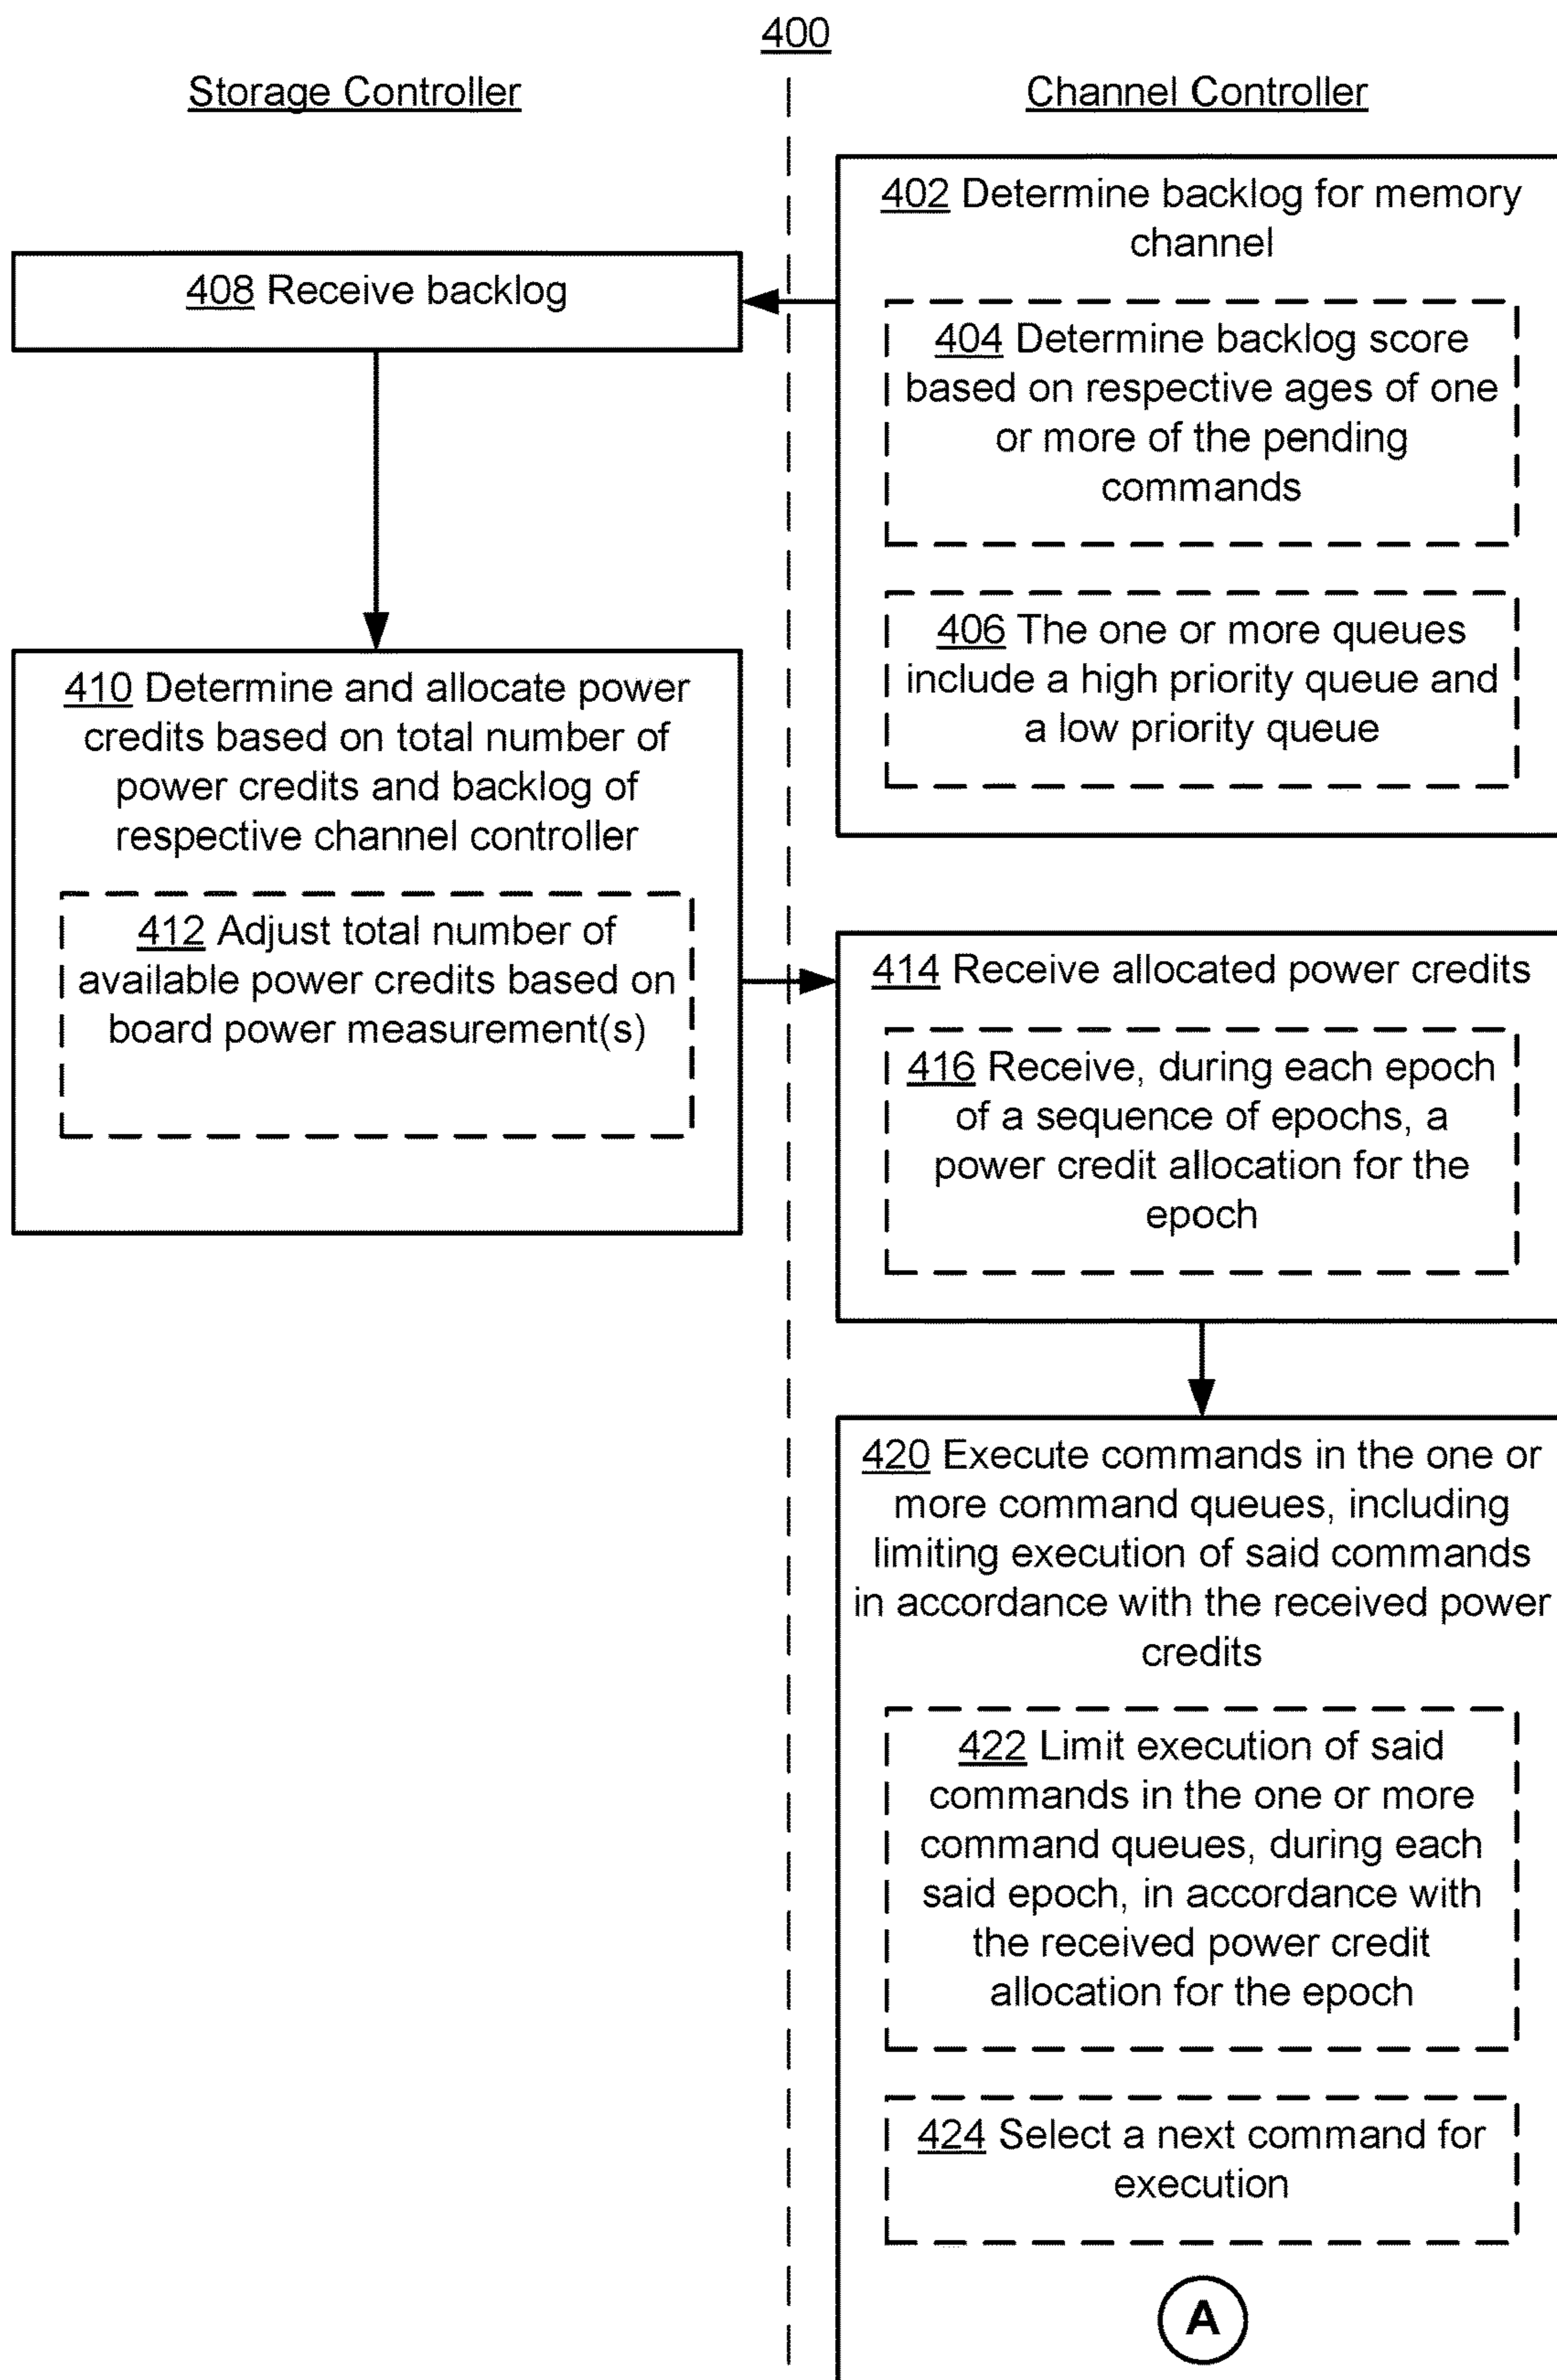 400
Storage Controller
Channel Controller
402 Determine backlog for memory
channel
404 Determine backlog score
based on respective ages of one
or more of the pending
commands
406 The one or more queues
include a high priority queue and
a low priority queue
408 Receive backlog
410 Determine and allocate power
credits based on total number of
power credits and backlog of
respective channel controller
412 Adjust total number of
available power credits based on
board power measurement(s)
414 Receive allocated power credits
416 Receive, during each epoch
of a sequence of epochs, a
power credit allocation for the
epoch
420 Execute commands in the one or
more command queues, including
limiting execution of said commands
in accordance with the received power
credits
422 Limit execution of said
commands in the one or more
command queues, during each
said epoch, in accordance with
the received power credit
allocation for the epoch
424 Select a next command for
execution
A